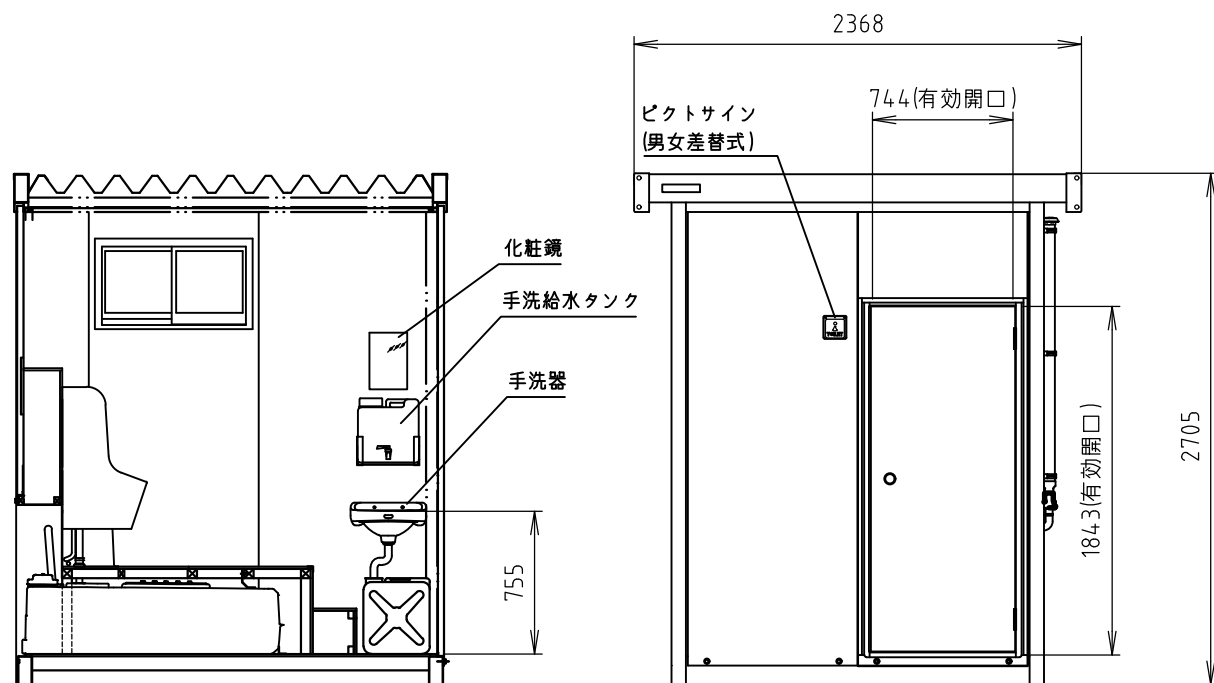 2368
744(有効開口)
ピクトサイン
(男女差替式)
化粧鏡
手洗給水タンク
手洗器
755
1843(有効開口)
2705